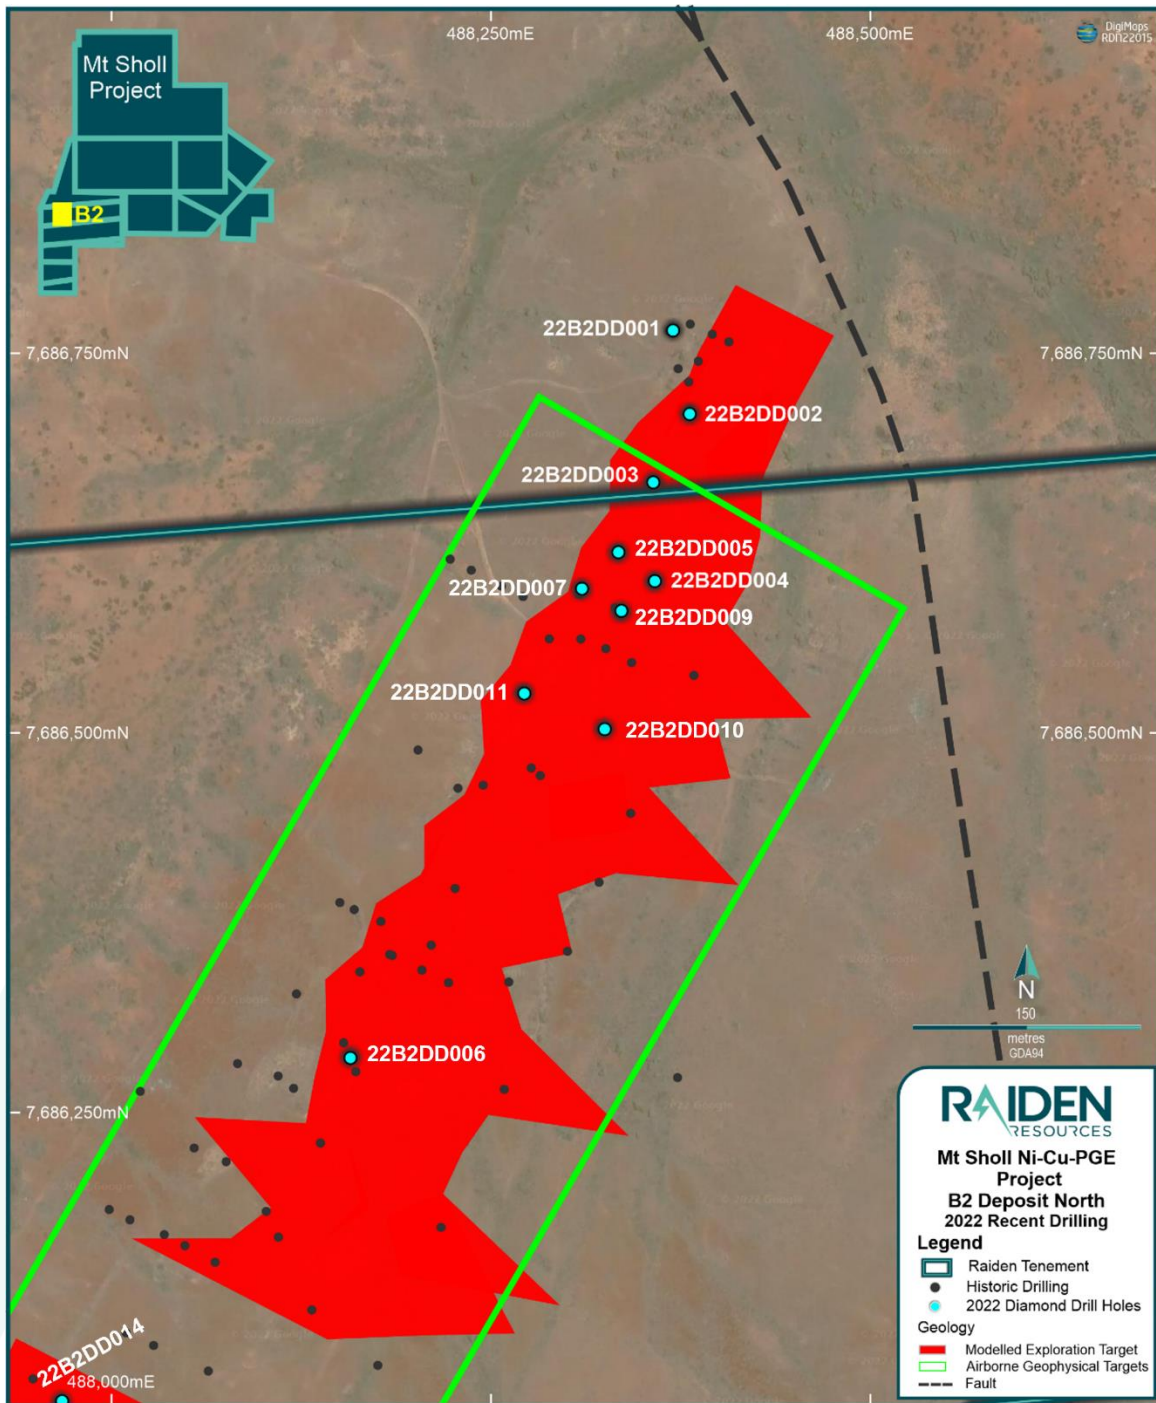 488,250mE
488,500mE
DigiMaps
RDN22015
Mt Sholl
Project
B2
22B2DD001
7,686,750mN
7,686,750mN
22B2DD002
22B2DD003
22B2DD005
22B2DD004
22B2DD007
22B2DD009
22B2DD011
22B2DD010
7,686,500mN
7,686,500mN
N
150
metres
GDA94
22B2DD006
7,686,250mN
RAIDEN
RESOURCES
Mt Sholl Ni-Cu-PGE
Project
B2 Deposit North
2022 Recent Drilling
Legend
Raiden Tenement
Historic Drilling
2022 Diamond Drill Holes
Geology
Modelled Exploration Target
Airborne Geophysical Targets
Fault
22B2DD014
488,000mE